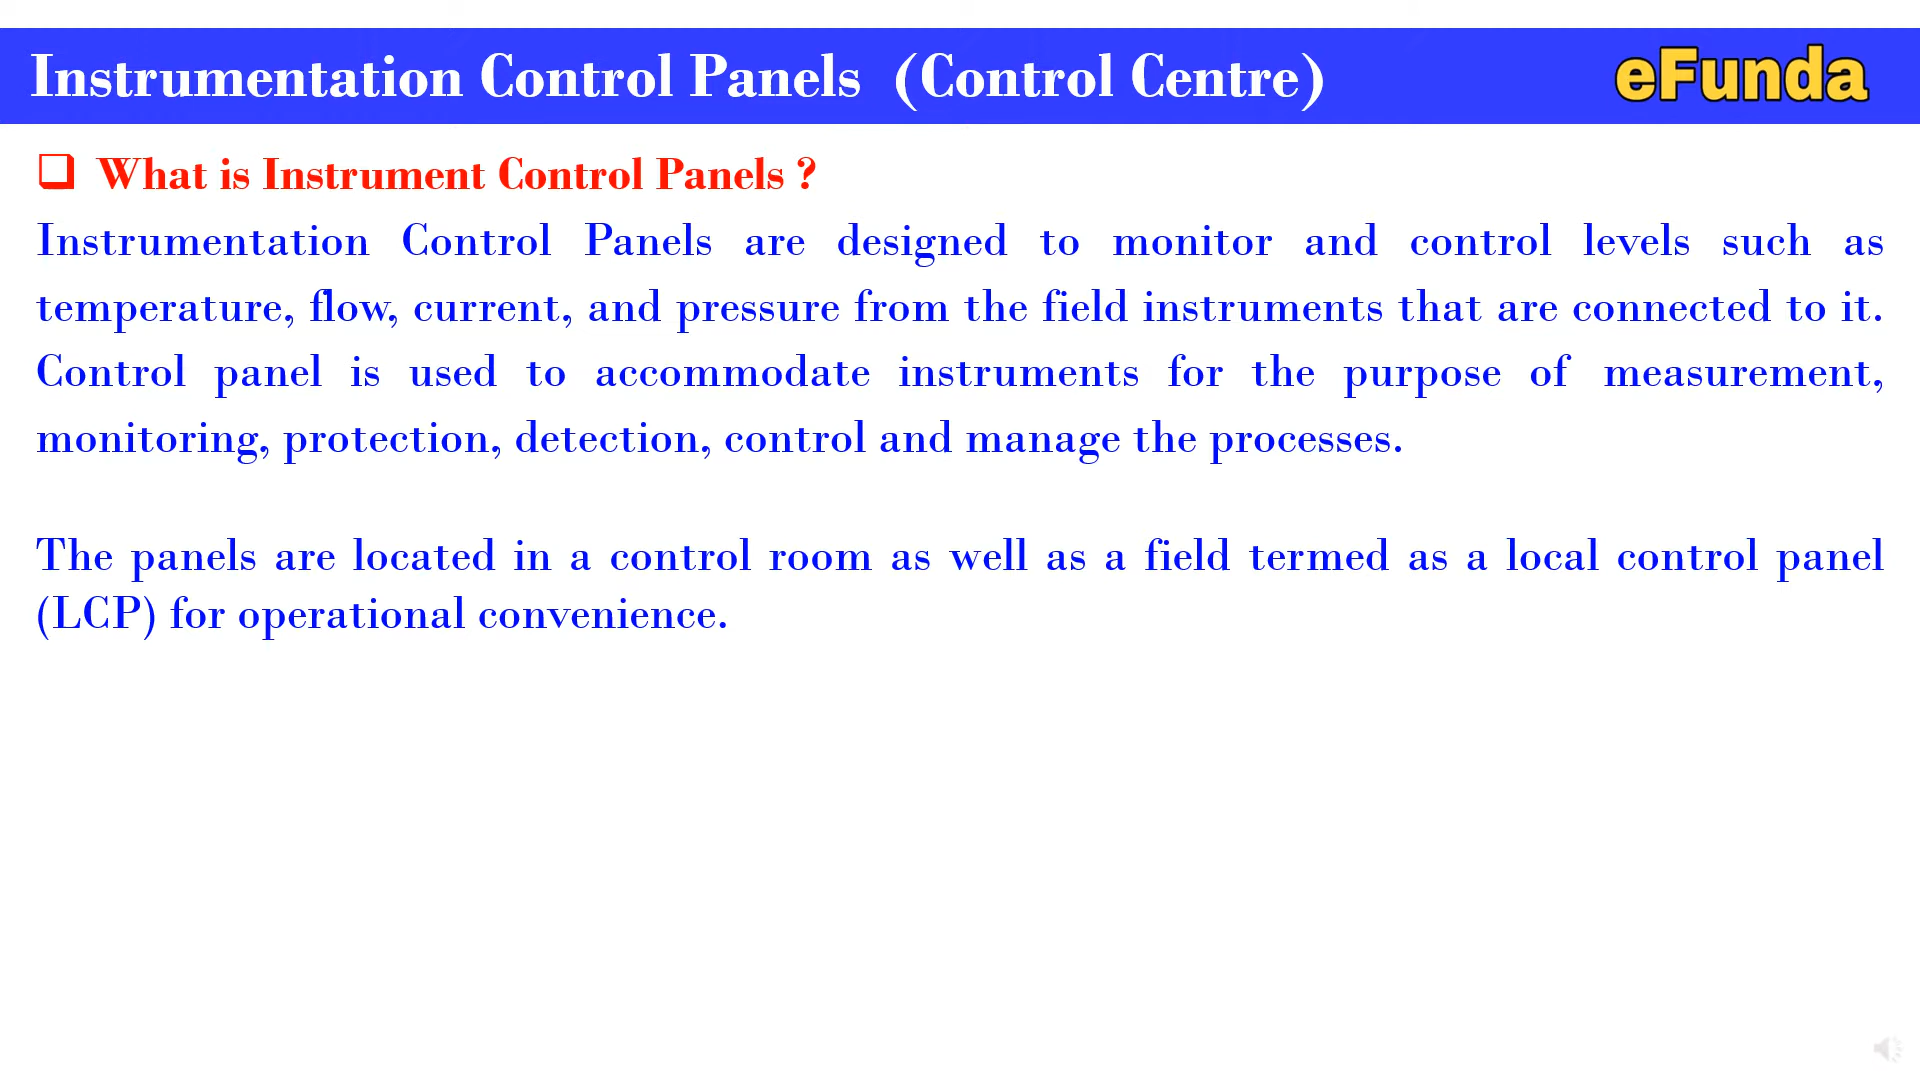 Instrumentation Control Panels (Control Centre)
eFunda
What is Instrument Control Panels ?
Instrumentation Control Panels are designed to monitor and control levels such as
temperature, flow, current, and pressure from the field instruments that are connected to it.
Control panel is used to accommodate instruments for the purpose of measurement,
monitoring, protection, detection, control and manage the processes.
The panels are located in a control room as well as a field termed as a local control panel
(LCP) for operational convenience.